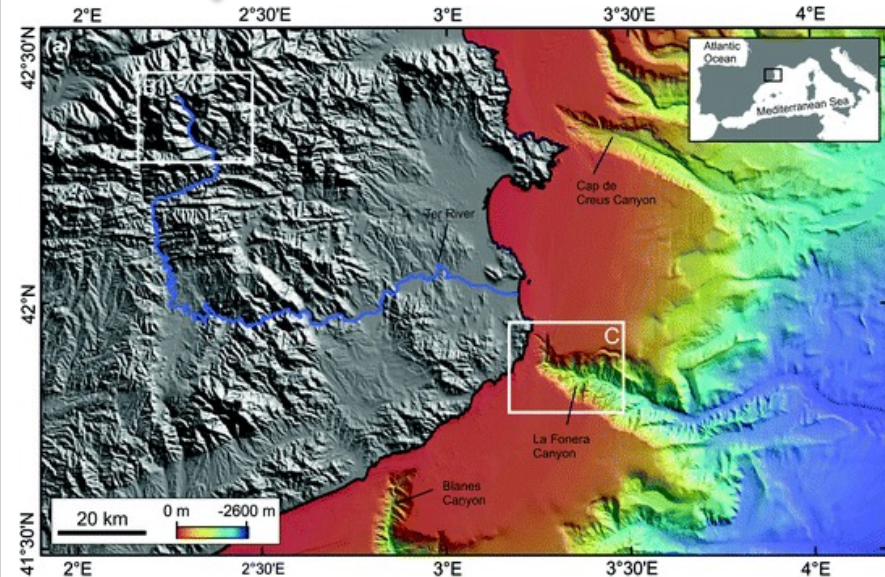 2°E
2°30'E
3°E
3°30'E
4°E
42°30'N
(a)
Atlantic
Ocean
Mediterranean Sea
B
Cap de
Creus Canyon
Ter River
42°N
C
La Fonera
Canyon
Blanes
Canyon
20 km
0 m
-2600 m
41°30'N
2°E
2°30'E
3°E
3°30'E
4°E